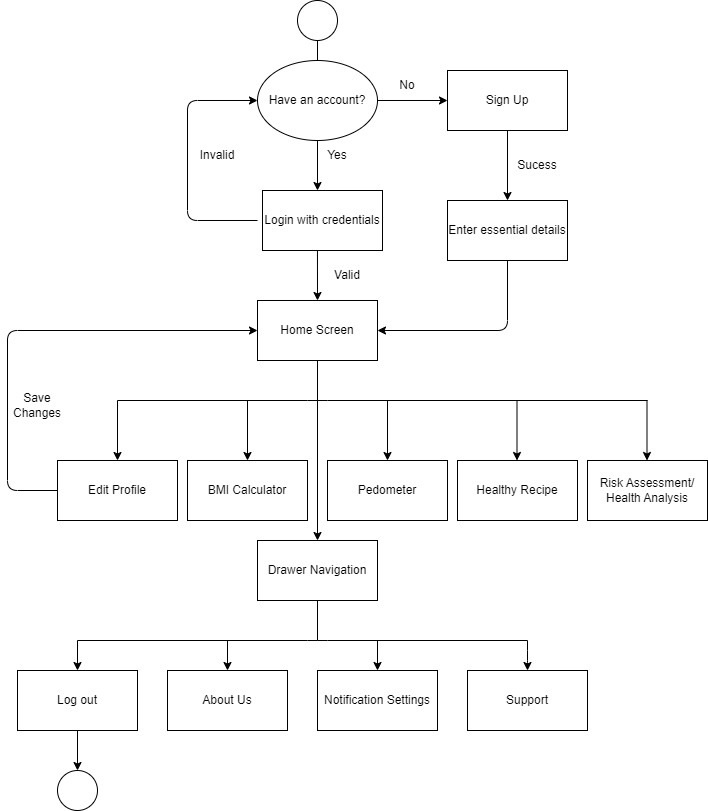 Have an account?
No
Sign Up
Invalid
Yes
Sucess
Login with credentials
Enter essential details
Valid
Home Screen
Save
Changes
Edit Profile
BMI Calculator
Pedometer
Healthy Recipe
Risk Assessment/
Health Analysis
Drawer Navigation
Log out
About Us
Notification Settings
Support